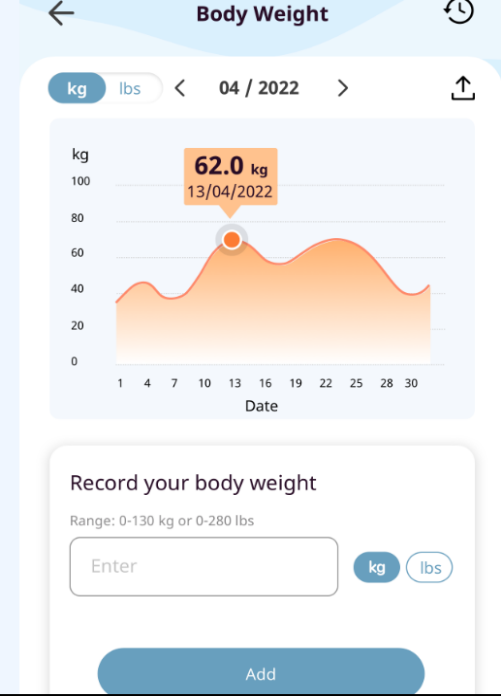 Body Weight
kg lbs < 04 / 2022 >
kg
62.0 kg
13/04/2022
100
80
60
40
20
0
1 4 7 10 13 16 19 22 25 28 30
Date
Record your body weight
Range: 0-130 kg or 0-280 lbs
Enter
kg lbs
Add